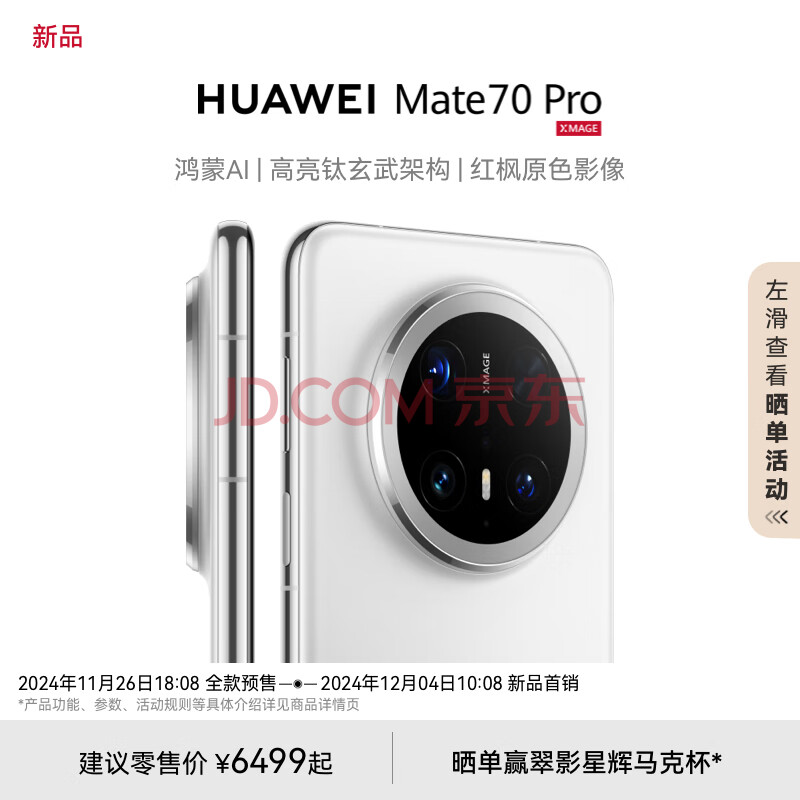 新品
HUAWEI Mate70 Pro
XMAGE
鸿蒙AI | 高亮钛玄武架构 | 红枫原色影像
XMAGE
JD.COM 京东
左滑查看晒单活动
2024年11月26日18:08 全款预售—◉—2024年12月04日10:08 新品首销
*产品功能、参数、活动规则等具体介绍详见商品详情页
建议零售价 ¥6499起
晒单赢翠影星辉马克杯*